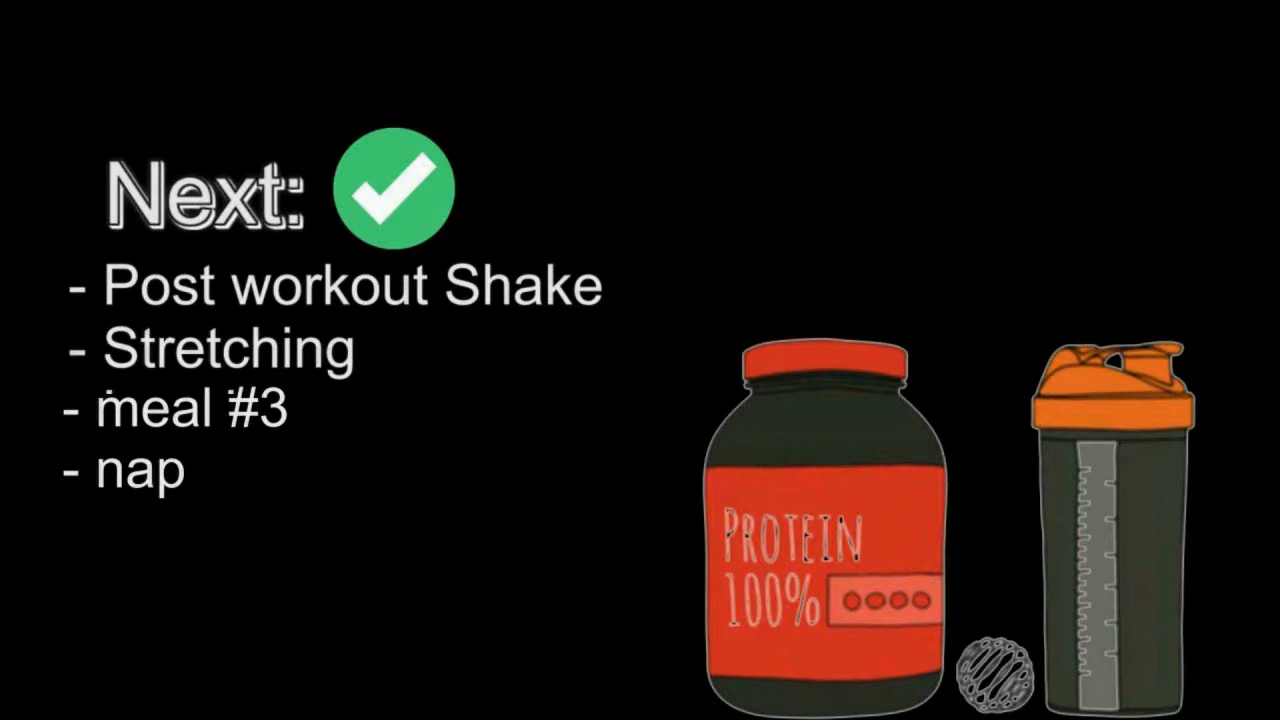 Next:
- Post workout Shake
- Stretching
- meal #3
- nap
PROTEIN
100%